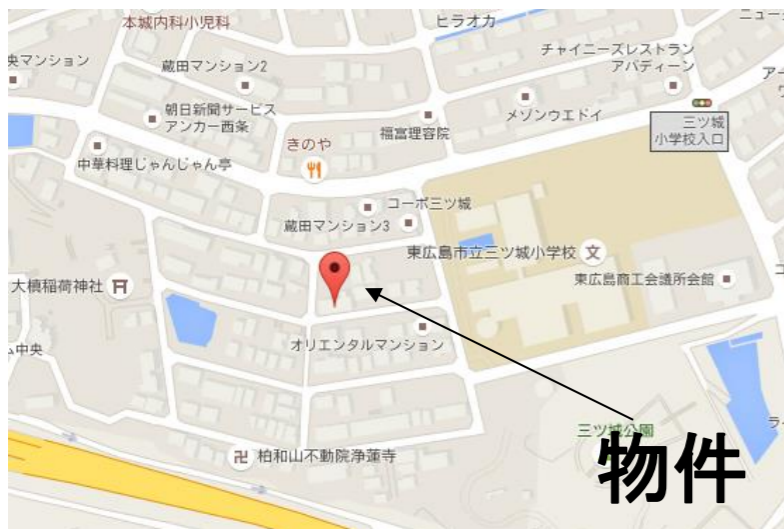 本城内科小児科
ヒラオカ
ニュー
央マンション
蔵田マンション2
チャイニーズレストラン
アバディーン
朝日新聞サービス
アンカー西条
福富理容院
メゾンウエドイ
三ツ城
小学校入口
中華料理じゃんじゃん亭
きのや
コーポ三ツ城
蔵田マンション3
東広島市立三ツ城小学校
文
大槙稲荷神社
東広島商工会議所会館
オリエンタルマンション
ム中央
三ツ城公園
卍 柏和山不動院浄蓮寺
物件